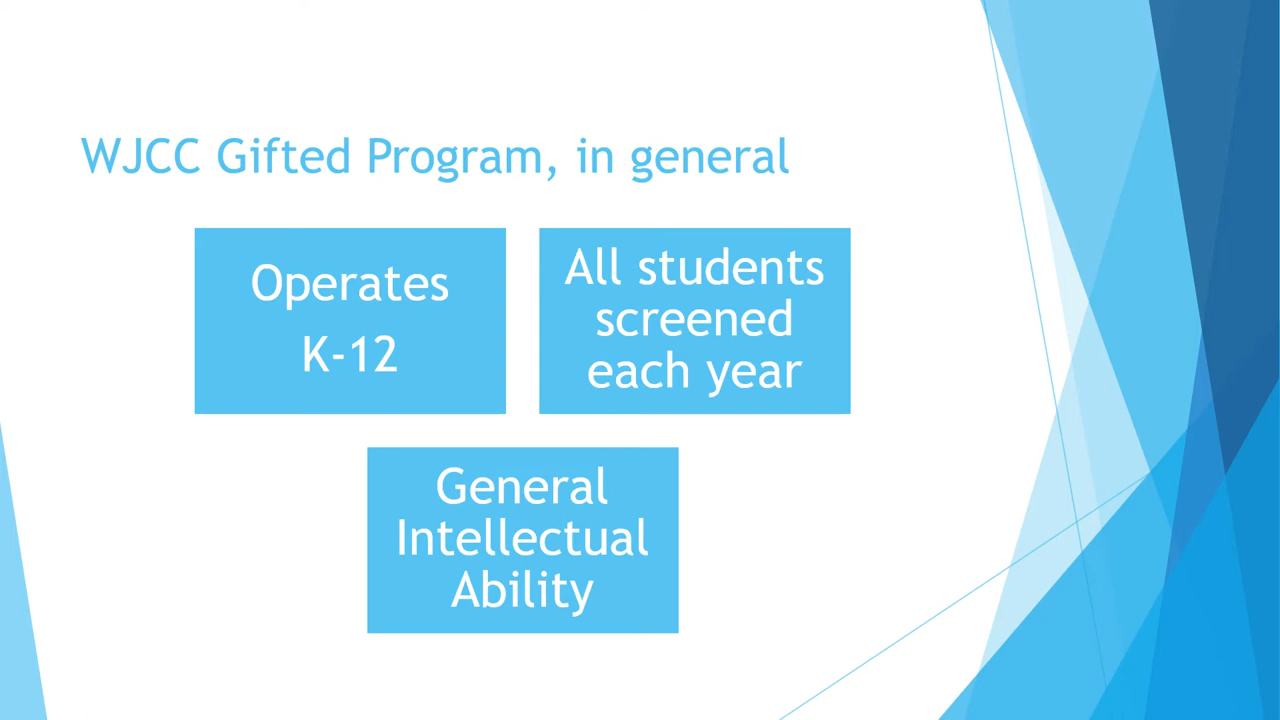 WJCC Gifted Program, in general
Operates
K-12
All students
screened
each year
General
Intellectual
Ability